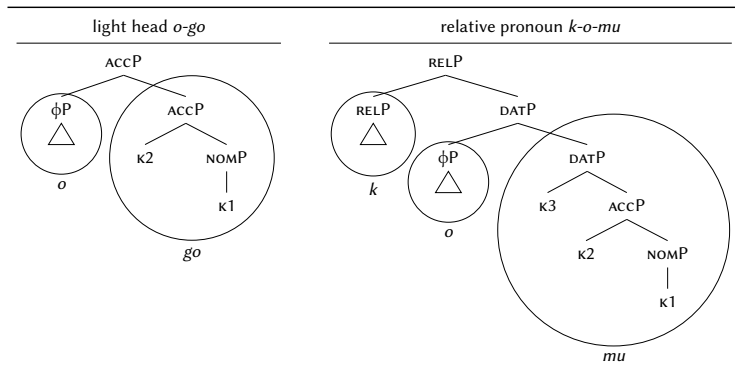 light head o-go
relative pronoun k-o-mu
ACCP
RELP
ϕP
ACCP
RELP
DATP
K2
NOMP
ϕP
DATP
o
k
K1
K3
ACCP
o
go
K2
NOMP
K1
mu